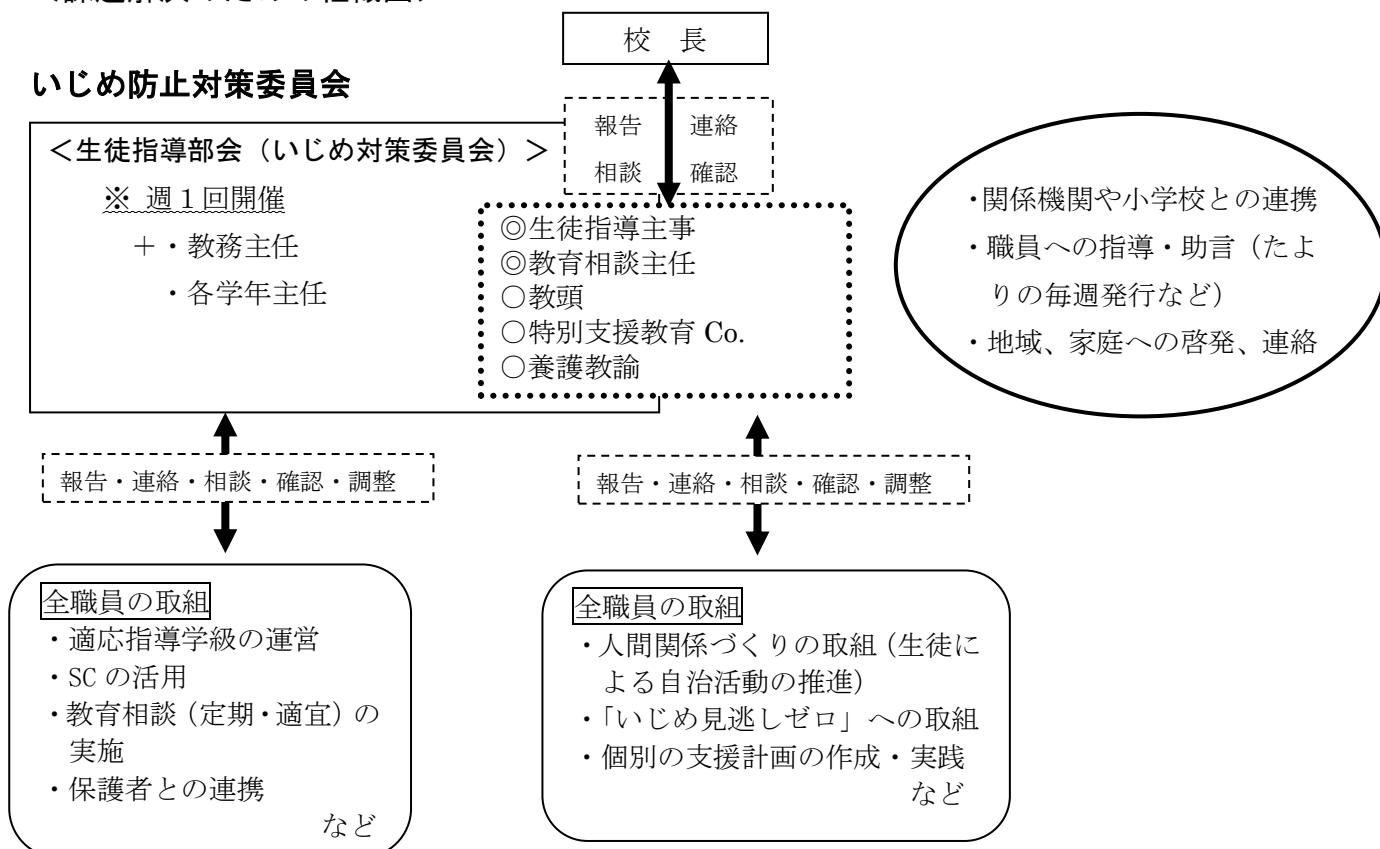 校　長
いじめ防止対策委員会
報告　連絡
相談　確認
＜生徒指導部会（いじめ対策委員会）＞
※ 週１回開催
＋・教務主任
・各学年主任
◎生徒指導主事
◎教育相談主任
○教頭
○特別支援教育 Co.
○養護教諭
・関係機関や小学校との連携
・職員への指導・助言（たよ
りの毎週発行など）
・地域、家庭への啓発、連絡
報告・連絡・相談・確認・調整
報告・連絡・相談・確認・調整
全職員の取組
・適応指導学級の運営
・SC の活用
・教育相談（定期・適宜）の
実施
・保護者との連携
など
全職員の取組
・人間関係づくりの取組（生徒に
よる自治活動の推進）
・「いじめ見逃しゼロ」への取組
・個別の支援計画の作成・実践
など